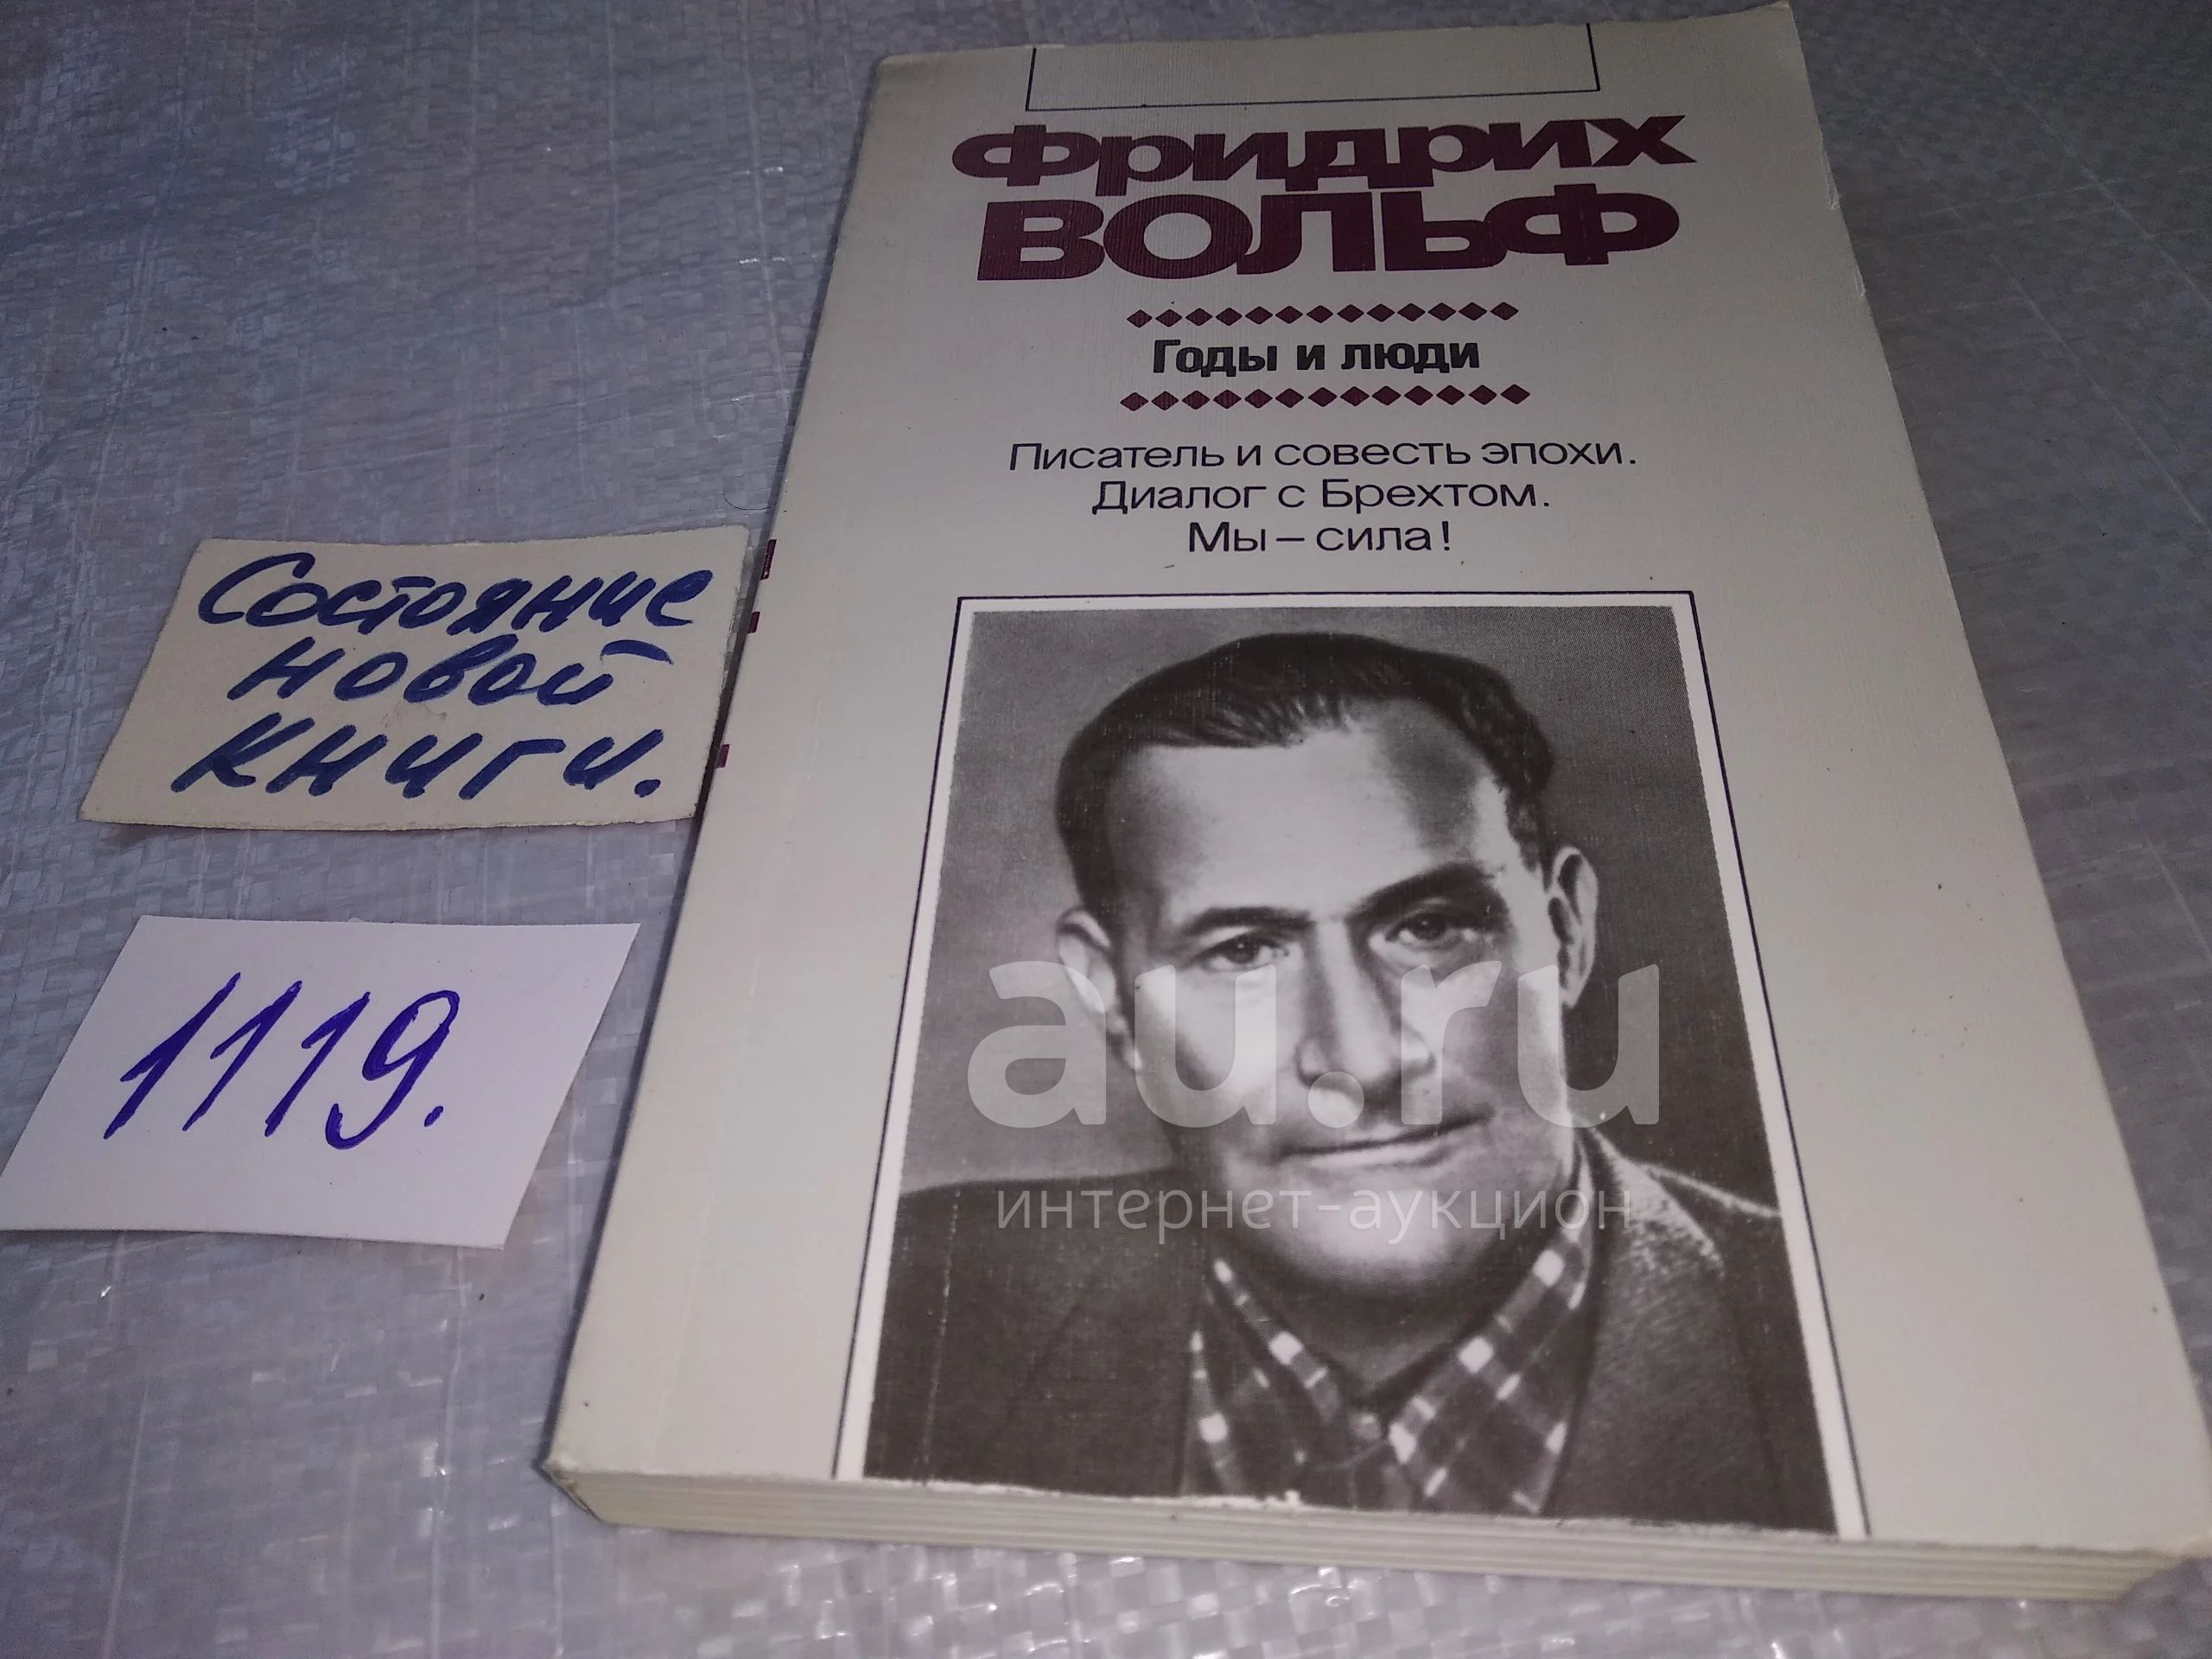 Фридрих
ВОЛЬФ
Годы и люди
Писатель и совесть эпохи.
Диалог с Брехтом.
Мы – сила!
Состояние
новой
книги.
1119.
au.ru
интернет-аукцион